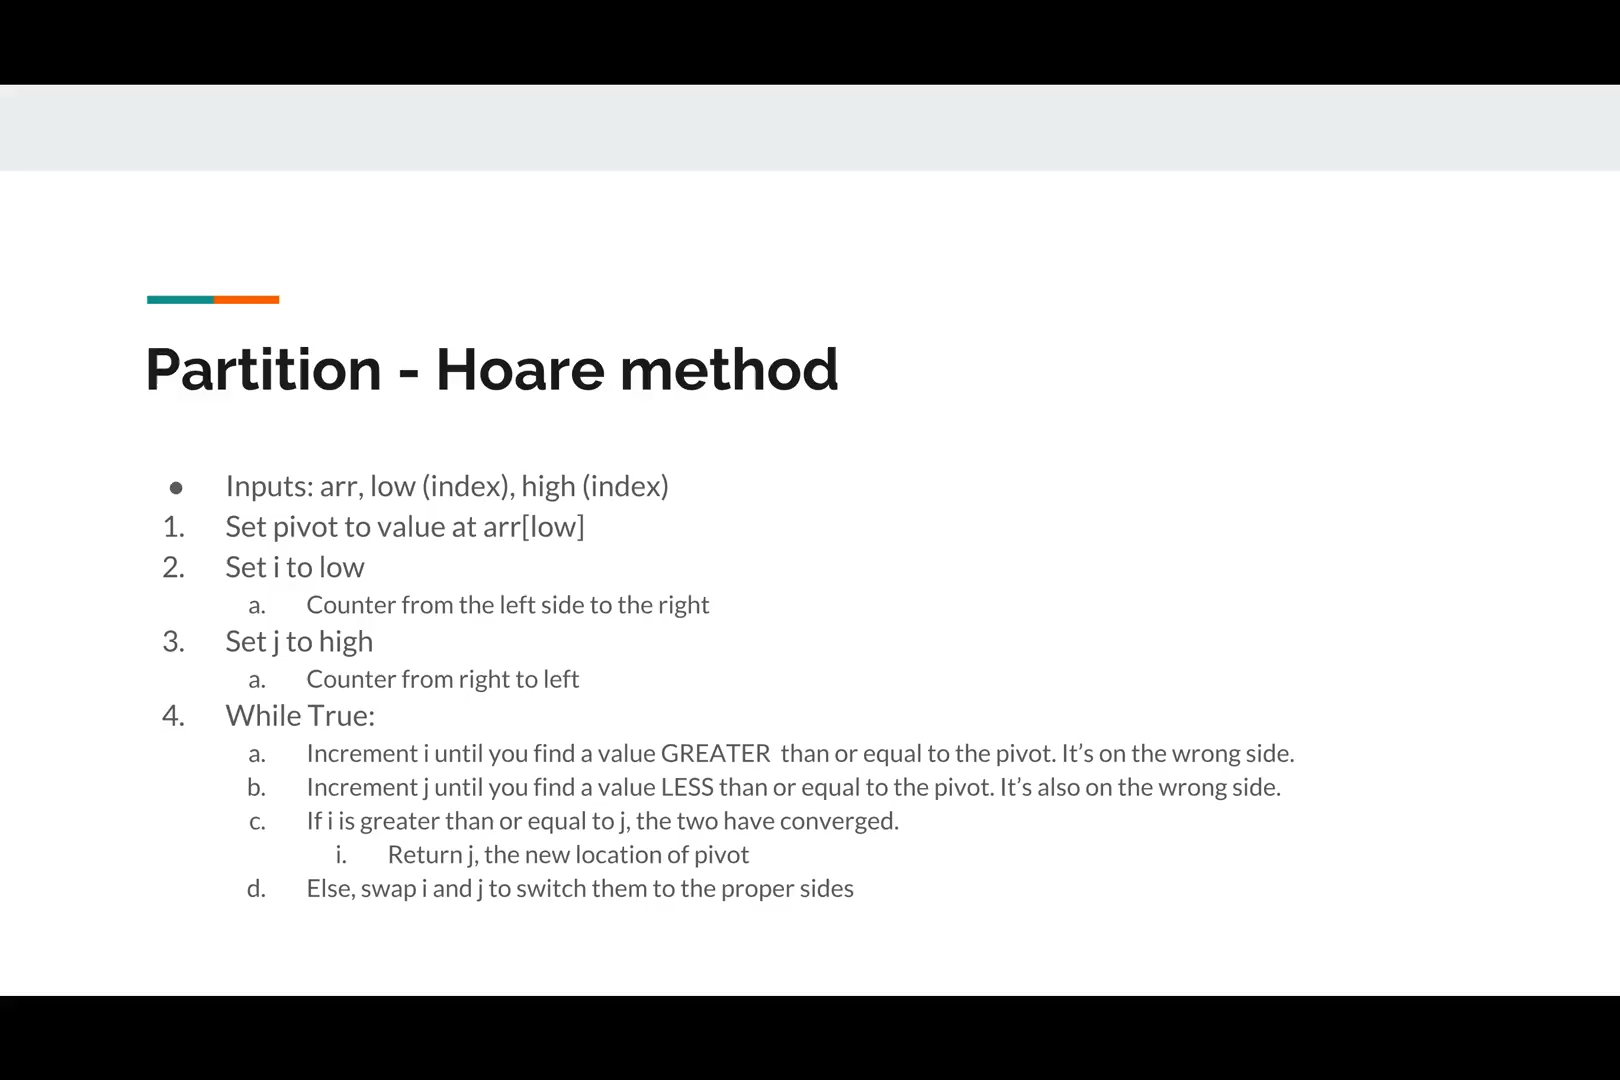 Partition - Hoare method
● Inputs: arr, low (index), high (index)
1. Set pivot to value at arr[low]
2. Set i to low
a. Counter from the left side to the right
3. Set j to high
a. Counter from right to left
4. While True:
a. Increment i until you find a value GREATER  than or equal to the pivot. It’s on the wrong side.
b. Increment j until you find a value LESS than or equal to the pivot. It’s also on the wrong side.
c. If i is greater than or equal to j, the two have converged.
i. Return j, the new location of pivot
d. Else, swap i and j to switch them to the proper sides